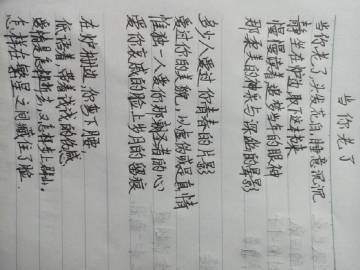 当你老了
当你老了,头发花白,睡意沉沉
倦坐在炉边,取下这本书来
慢慢读着,追梦当年的眼神
那柔美的神采与深幽的晕影
多少人爱过你青春的片影
爱过你的美貌,以虚伪或是真情
惟独一人爱你那朝圣者的心
爱你哀戚的脸上岁月的留痕
在炉栅边,你弯下腰
低语着,带着浅浅的伤感
爱情是怎样逝去,又怎样步上群山
怎样在繁星之间藏住了脸